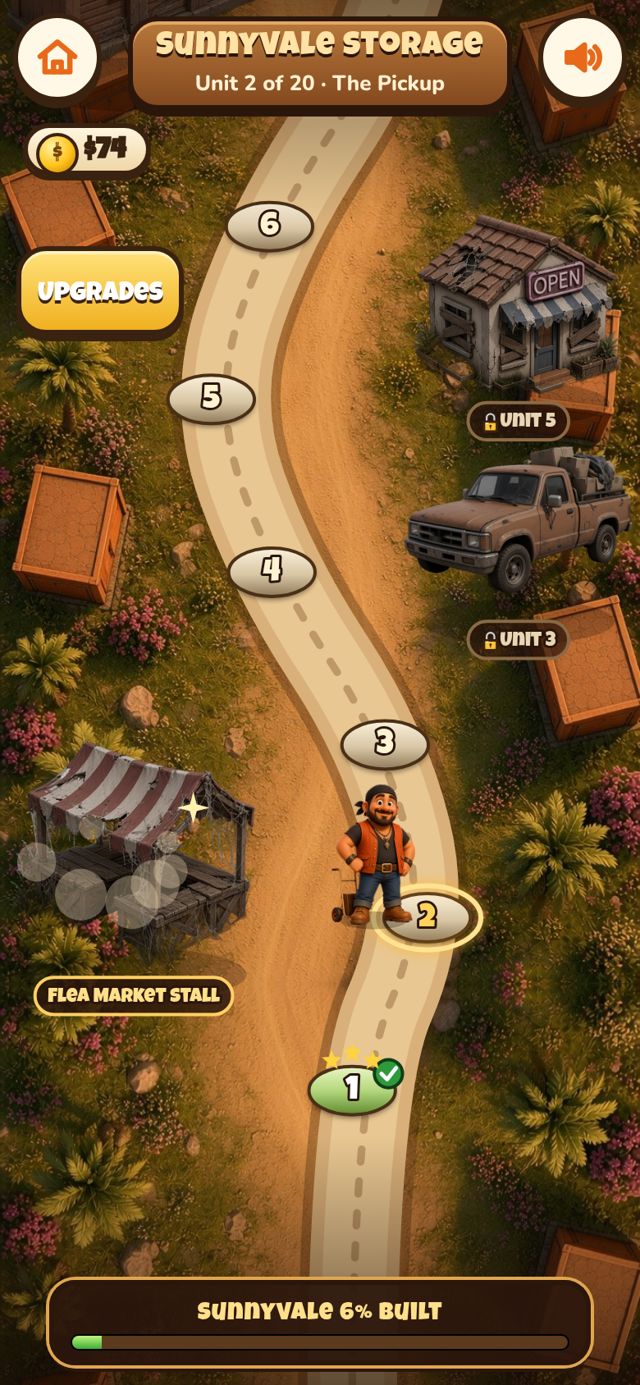 Sunnyvale Storage
Unit 2 of 20 · The Pickup
$ $74
6
Upgrades
OPEN
5
Unit 5
4
Unit 3
3
2
Flea Market Stall
1
Sunnyvale 6% Built